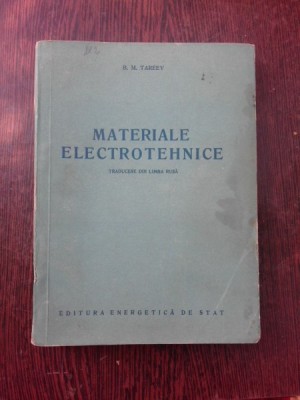 B. M. TAREEV
MATERIALE
ELECTROTEHNICE
TRADUCERE DIN LIMBA RUSĂ
EDITURA ENERGETICĂ DE STAT